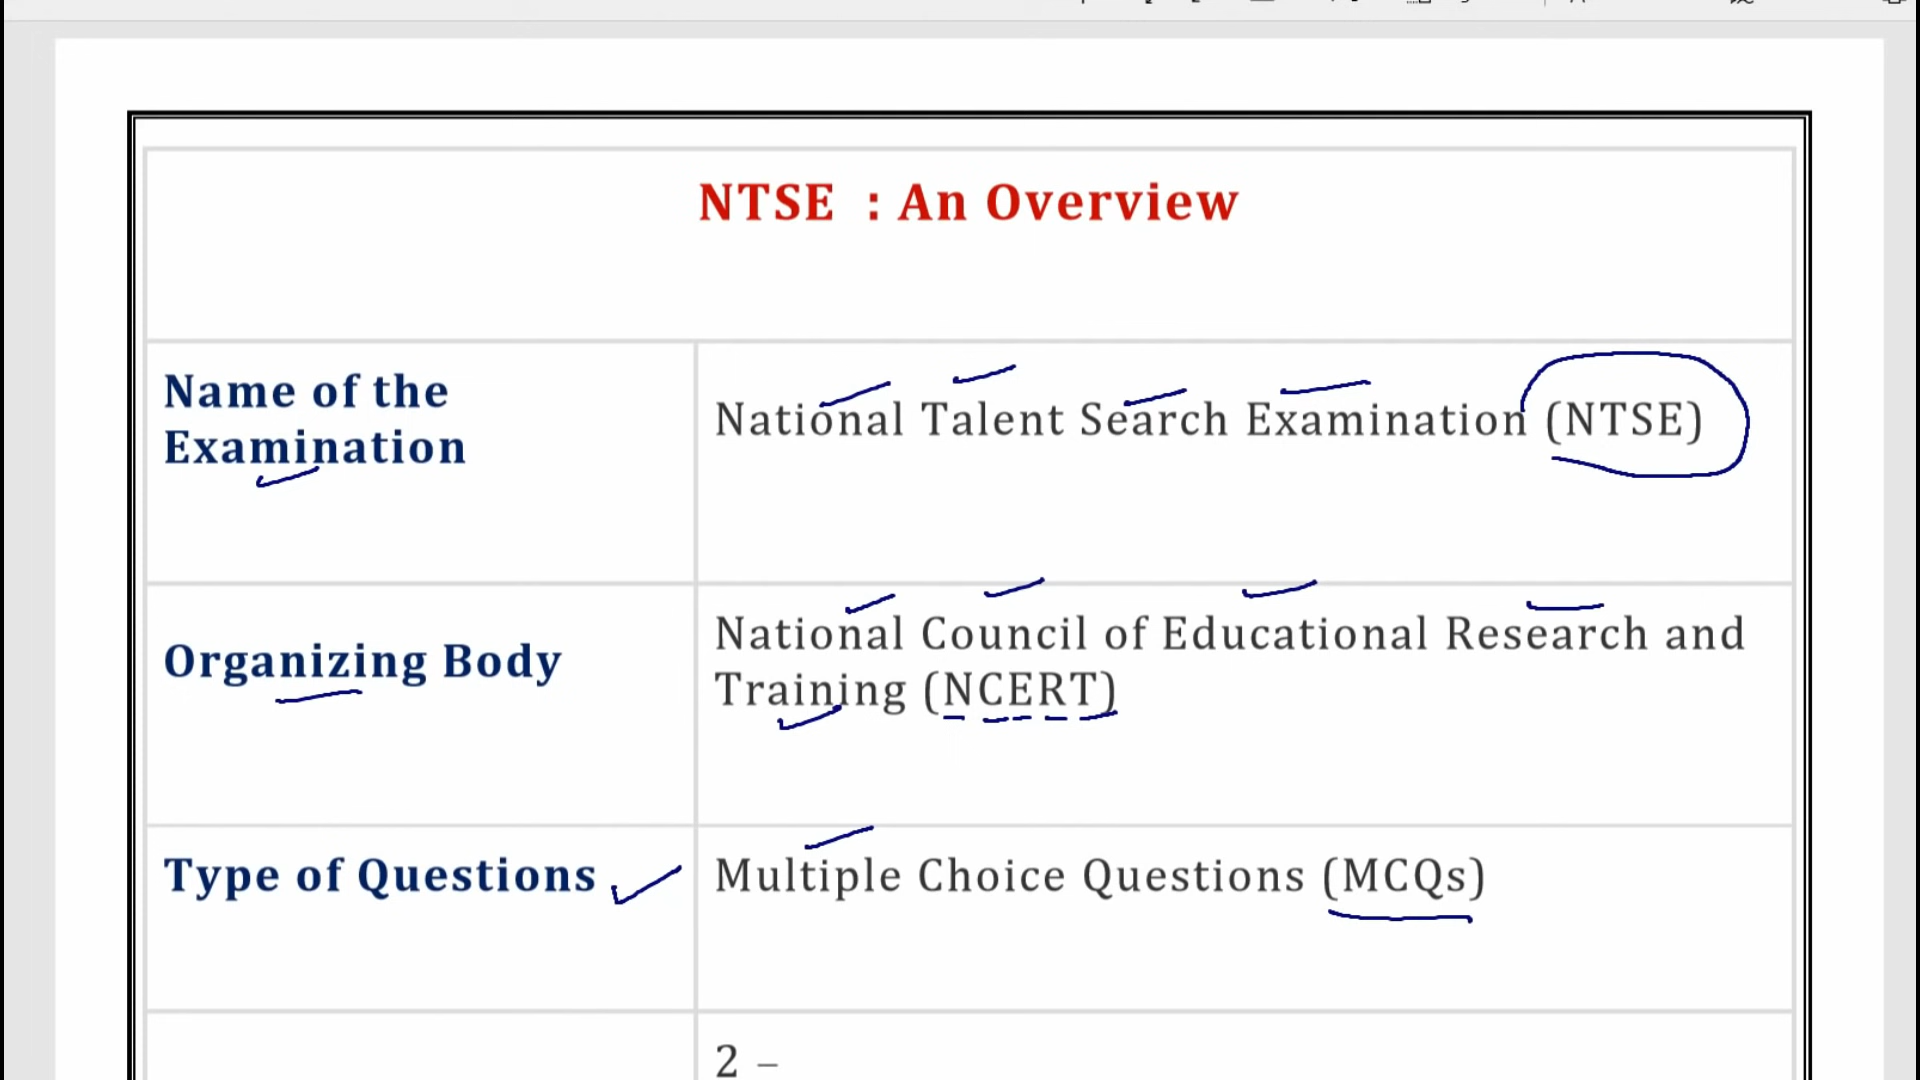 NTSE : An Overview
Name of the
Examination
National Talent Search Examination (NTSE)
Organizing Body
National Council of Educational Research and
Training (NCERT)
Type of Questions
Multiple Choice Questions (MCQs)
2 –